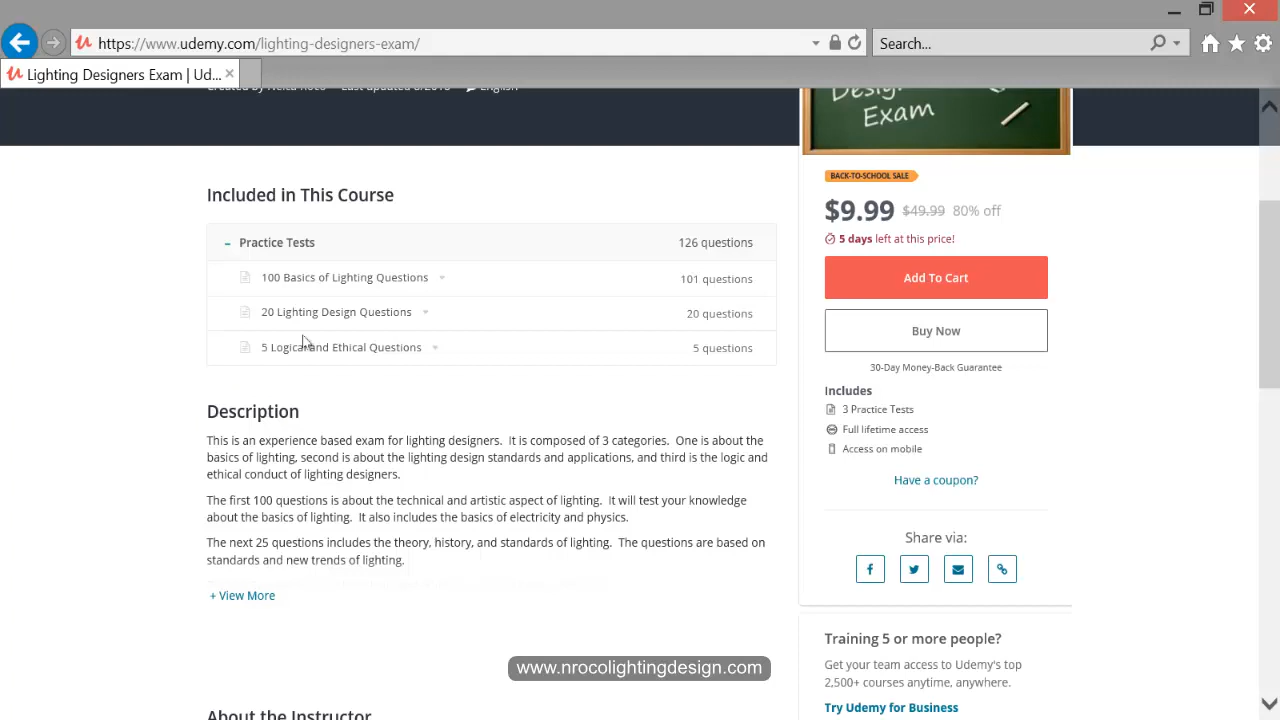 https://www.udemy.com/lighting-designers-exam/
Search...
Lighting Designers Exam | Ud...
English
Design
Exam
Included in This Course
Practice Tests
126 questions
100 Basics of Lighting Questions
101 questions
20 Lighting Design Questions
20 questions
5 Logical and Ethical Questions
5 questions
Description
This is an experience based exam for lighting designers. It is composed of 3 categories. One is about the
basics of lighting, second is about the lighting design standards and applications, and third is the logic and
ethical conduct of lighting designers.
The first 100 questions is about the technical and artistic aspect of lighting. It will test your knowledge
about the basics of lighting. It also includes the basics of electricity and physics.
The next 25 questions includes the theory, history, and standards of lighting. The questions are based on
standards and new trends of lighting.
+ View More
About the Instructor
BACK-TO-SCHOOL SALE
$9.99 $49.99 80% off
5 days left at this price!
Add To Cart
Buy Now
30-Day Money-Back Guarantee
Includes
3 Practice Tests
Full lifetime access
Access on mobile
Have a coupon?
Share via:
Training 5 or more people?
Get your team access to Udemy's top
2,500+ courses anytime, anywhere.
Try Udemy for Business
www.nrocolightingdesign.com